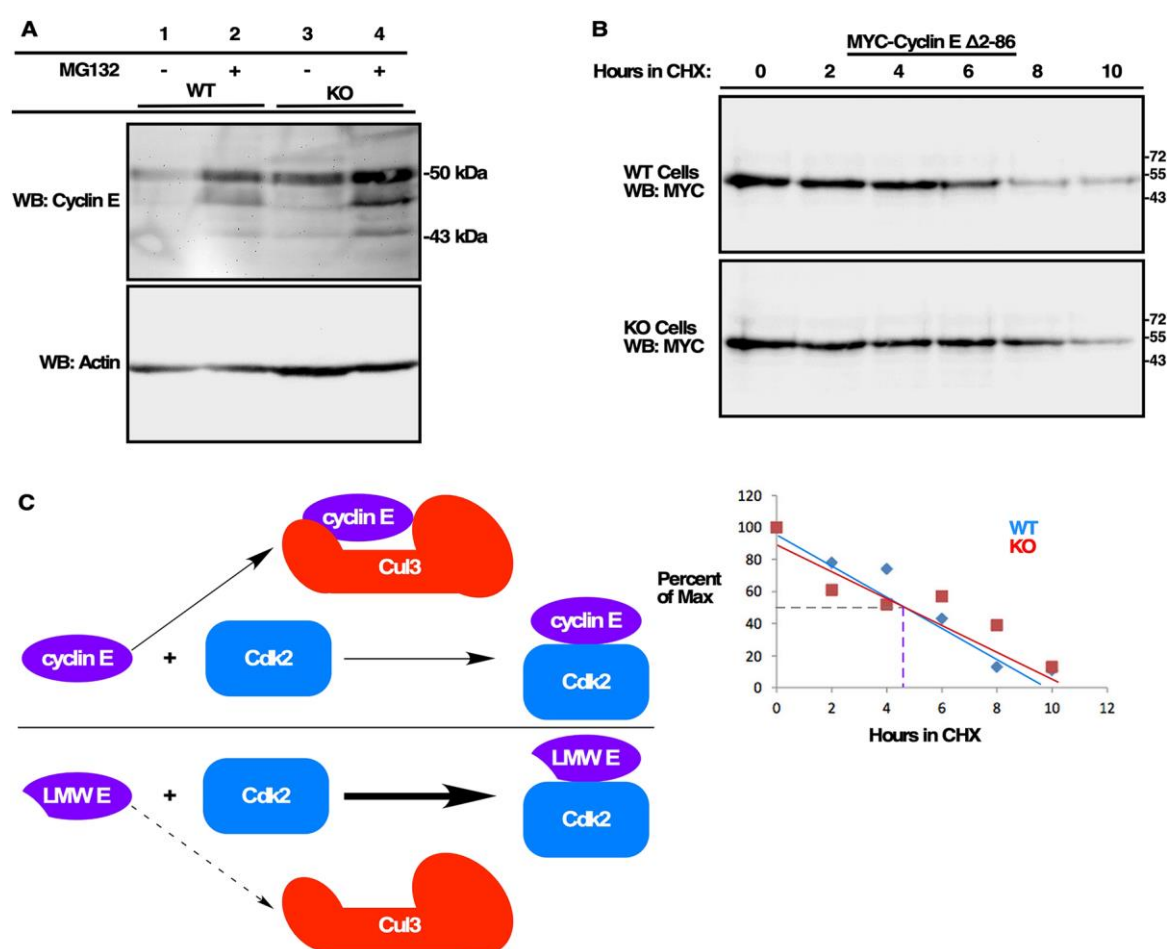 A
1 2 3 4
MG132 - + - +
WT KO
WB: Cyclin E
-50 kDa
-43 kDa
WB: Actin
B
MYC-Cyclin E Δ2-86
Hours in CHX: 0 2 4 6 8 10
WT Cells
WB: MYC
-72
-55
-43
KO Cells
WB: MYC
-72
-55
-43
C
cyclin E
Cul3
cyclin E + Cdk2
cyclin E
Cdk2
LMW E + Cdk2
LMW E
Cdk2
Cul3
120
100
80
60
40
20
0
0 2 4 6 8 10 12
Percent
of Max
Hours in CHX
WT
KO